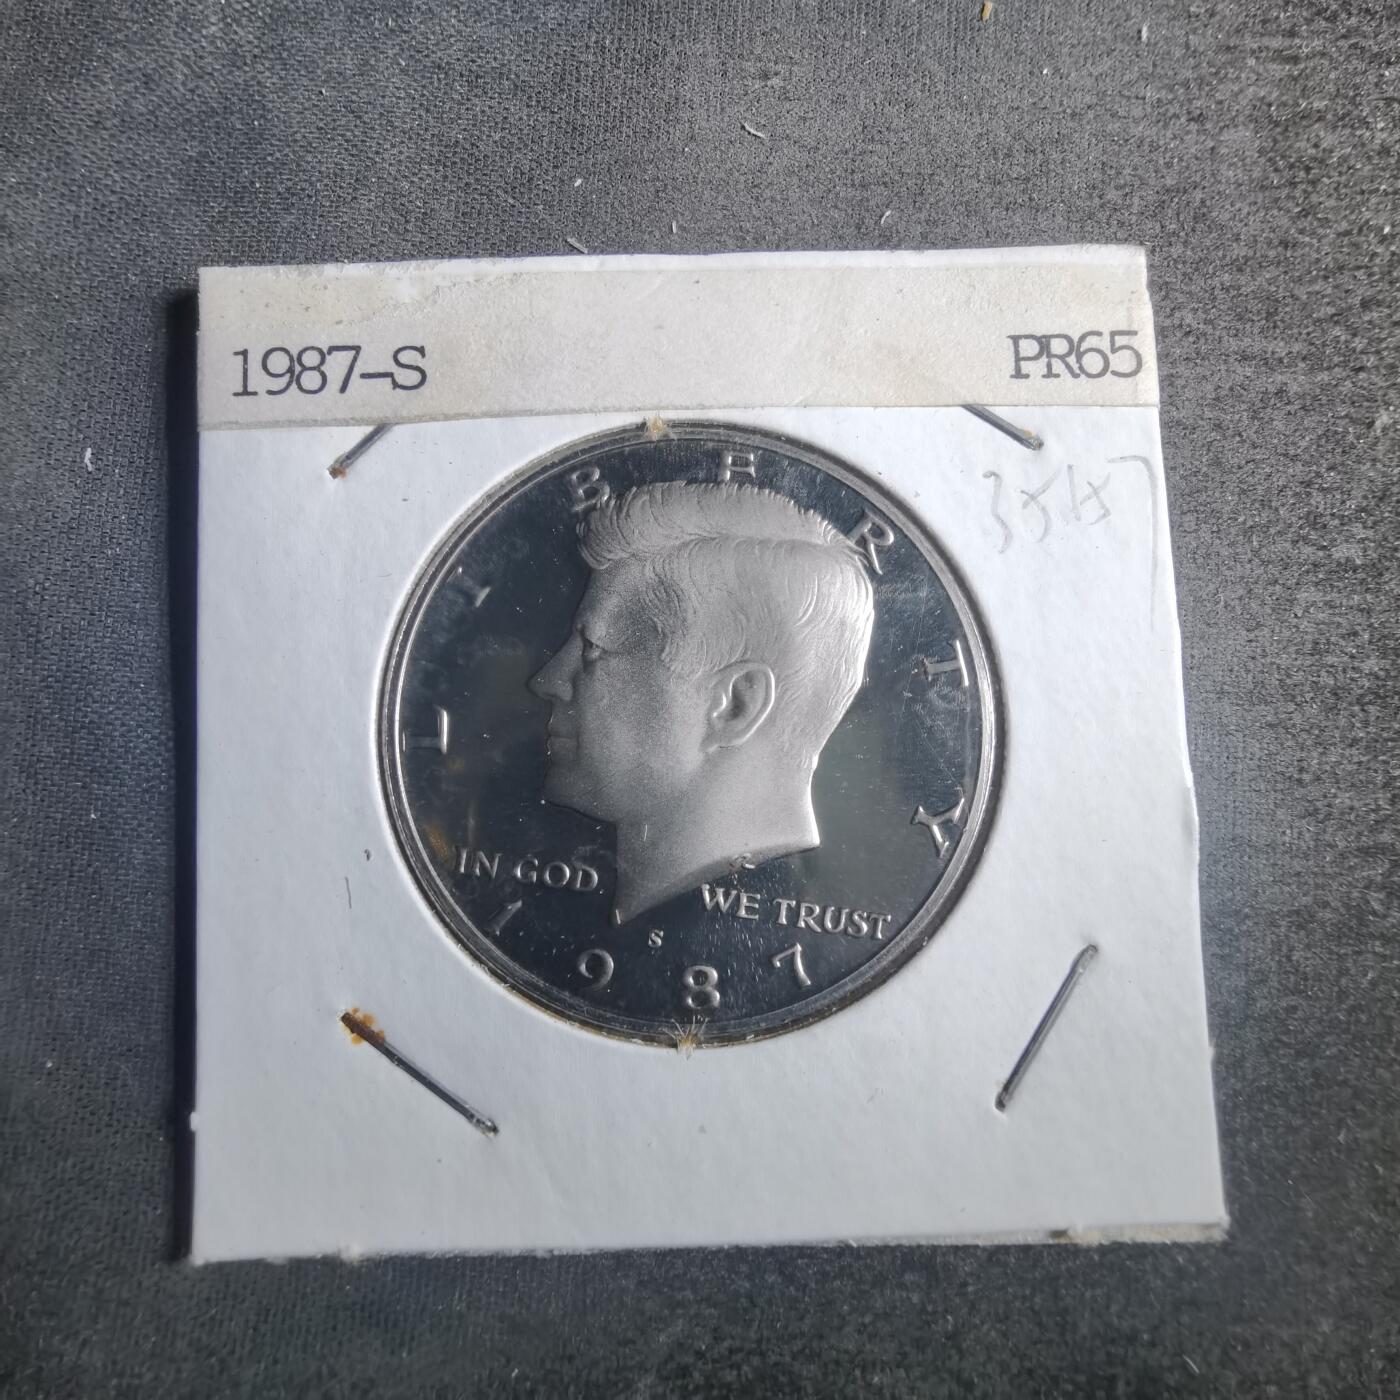 1987-S PR65
LIBERTY
IN GOD WE TRUST
S
1987